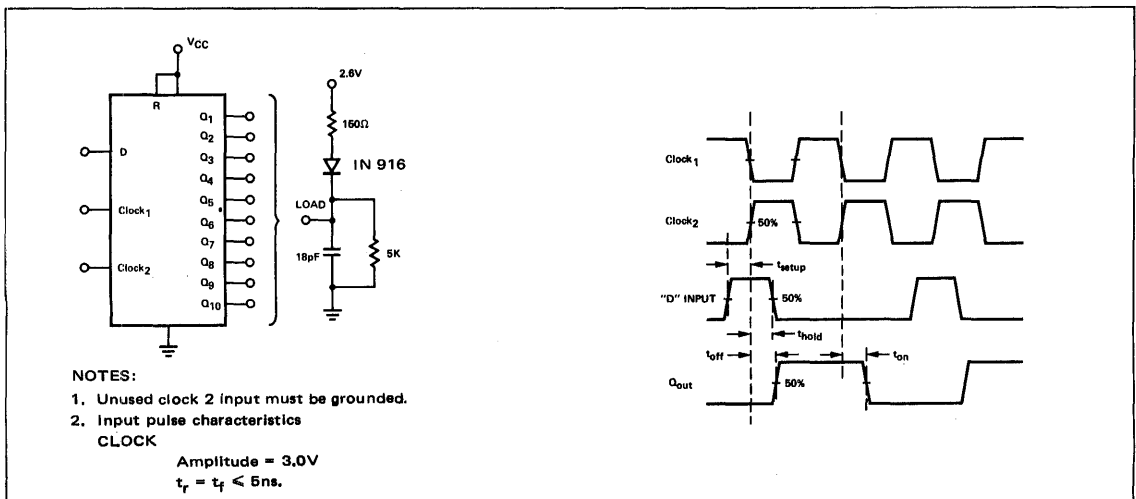 VCC
R
D
Clock1
Clock2
Q1
Q2
Q3
Q4
Q5
Q6
Q7
Q8
Q9
Q10
2.6V
150Ω
IN 916
LOAD
18pF
5K
NOTES:
1. Unused clock 2 input must be grounded.
2. Input pulse characteristics
CLOCK
Amplitude = 3.0V
tr = tf ⩽ 5ns.
Clock1
Clock2
50%
tsetup
"D" INPUT
50%
thold
toff
ton
Qout
50%